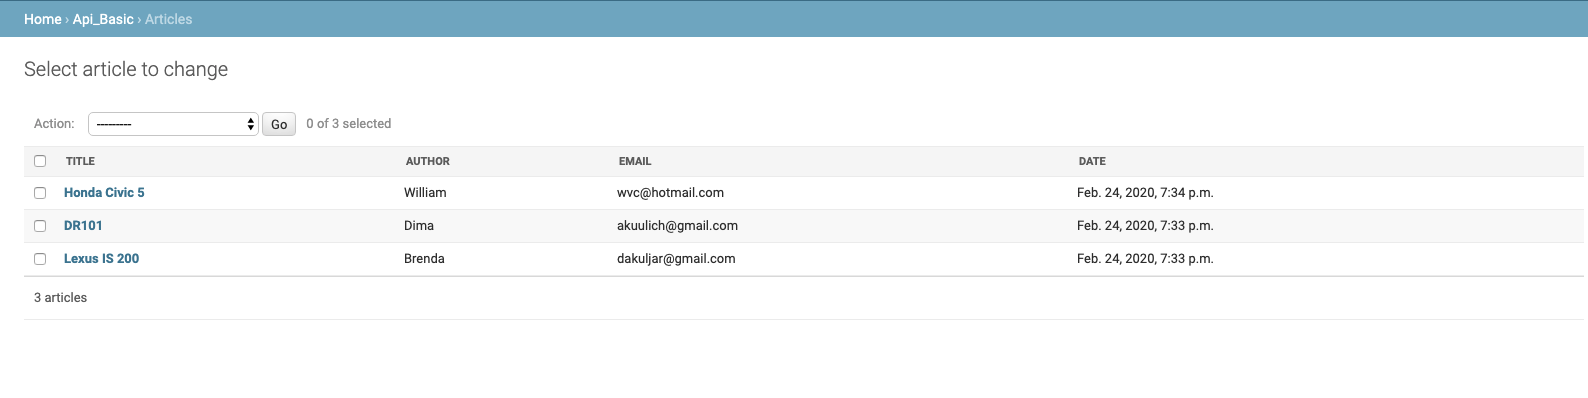 Home › Api_Basic › Articles
Select article to change
Action: --------- Go 0 of 3 selected
TITLE AUTHOR EMAIL DATE
Honda Civic 5 William wvc@hotmail.com Feb. 24, 2020, 7:34 p.m.
DR101 Dima akuulich@gmail.com Feb. 24, 2020, 7:33 p.m.
Lexus IS 200 Brenda dakuljar@gmail.com Feb. 24, 2020, 7:33 p.m.
3 articles